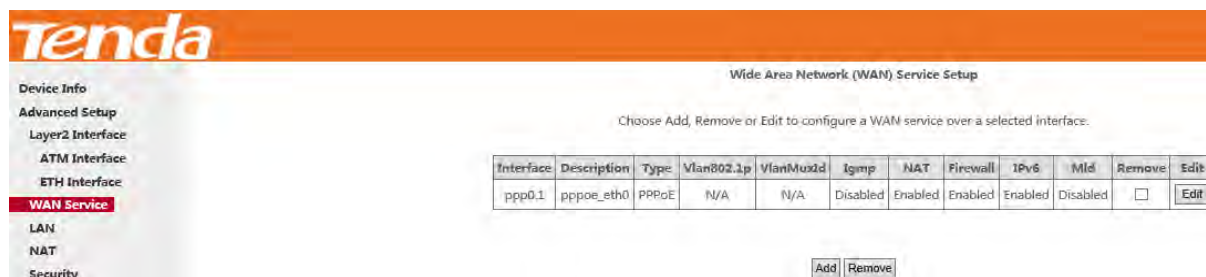 Tenda
Wide Area Network (WAN) Service Setup
Device Info
Advanced Setup
Choose Add, Remove or Edit to configure a WAN service over a selected interface.
Layer2 Interface
ATM Interface
Interface Description Type Vlan802.1p VlanMuxId Igmp NAT Firewall IPv6 Mld Remove Edit
ETH Interface
ppp0.1 pppoe_eth0 PPPoE N/A N/A Disabled Enabled Enabled Enabled Disabled Edit
WAN Service
LAN
NAT
Add Remove
Security